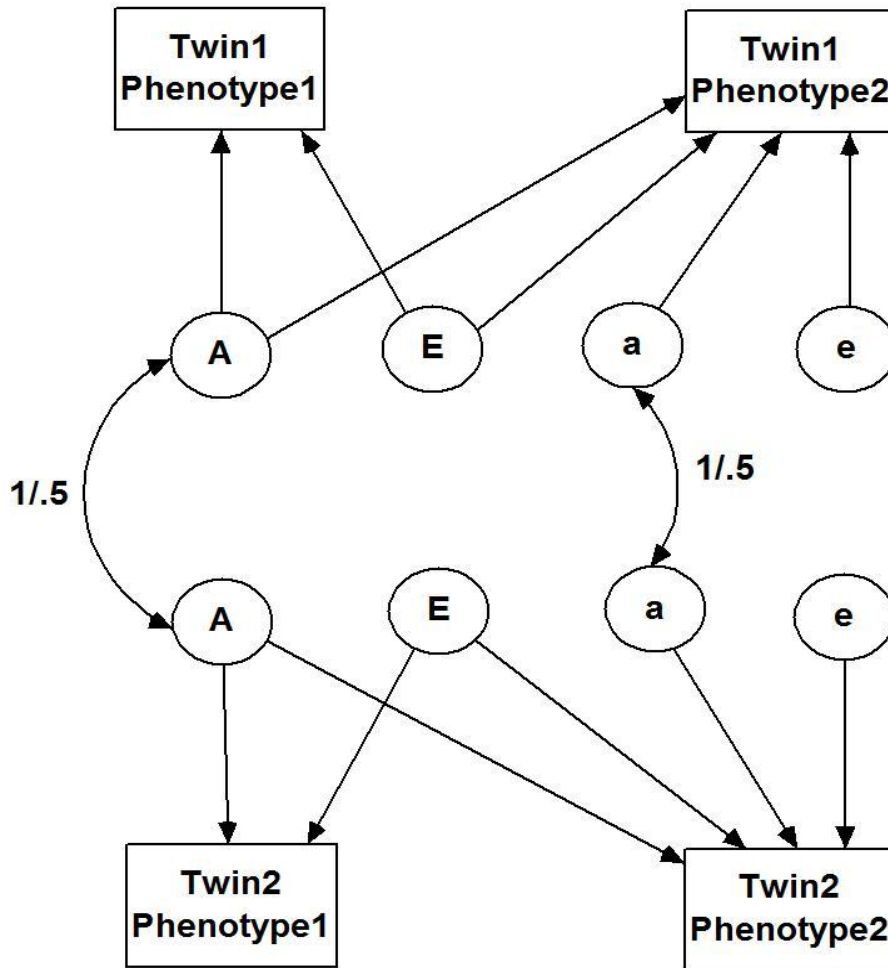 Twin1
Phenotype1
Twin1
Phenotype2
A
E
a
e
1/.5
1/.5
A
E
a
e
Twin2
Phenotype1
Twin2
Phenotype2